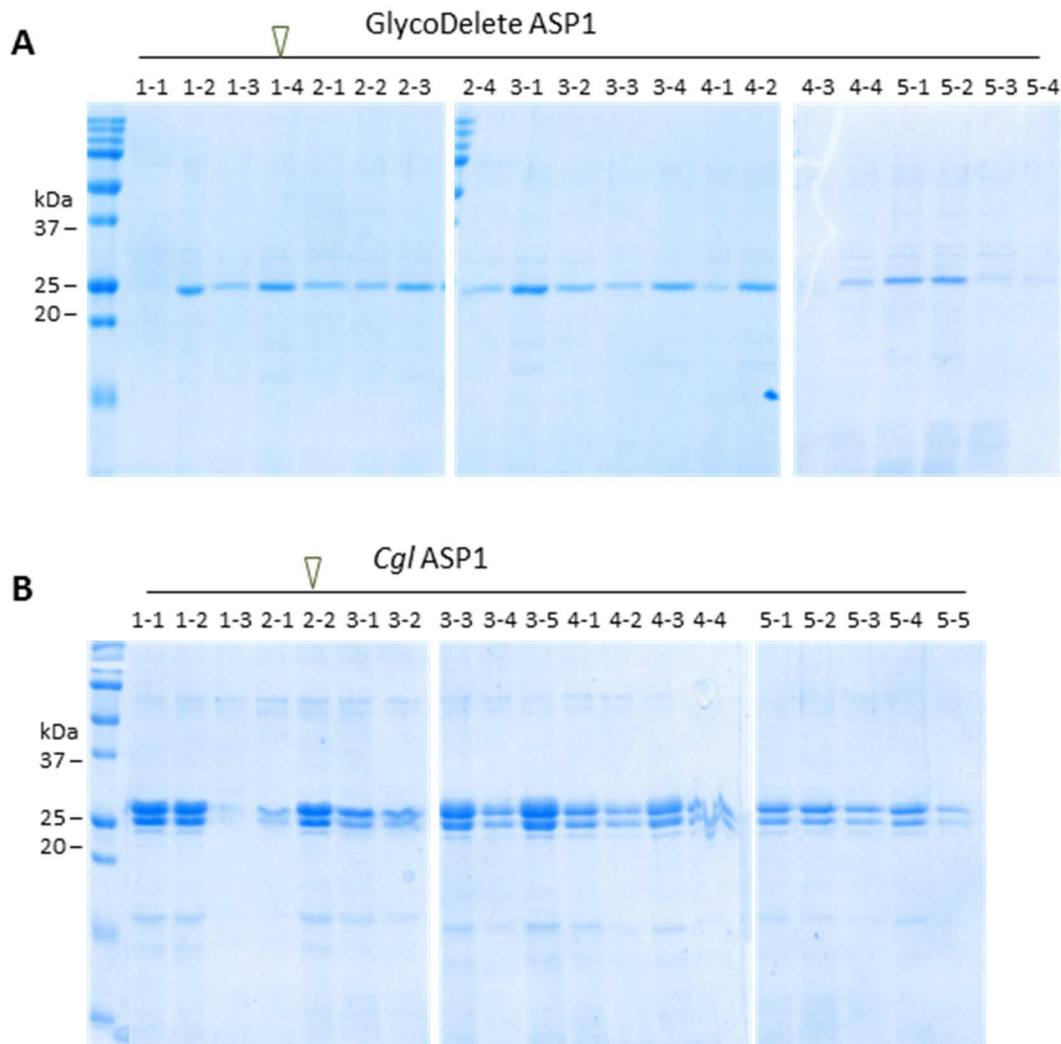 A
GlycoDelete ASP1
1-1 1-2 1-3 1-4 2-1 2-2 2-3 2-4 3-1 3-2 3-3 3-4 4-1 4-2 4-3 4-4 5-1 5-2 5-3 5-4
kDa
37 –
25 –
20 –
B
Cgl ASP1
1-1 1-2 1-3 2-1 2-2 3-1 3-2 3-3 3-4 3-5 4-1 4-2 4-3 4-4 5-1 5-2 5-3 5-4 5-5
kDa
37 –
25 –
20 –